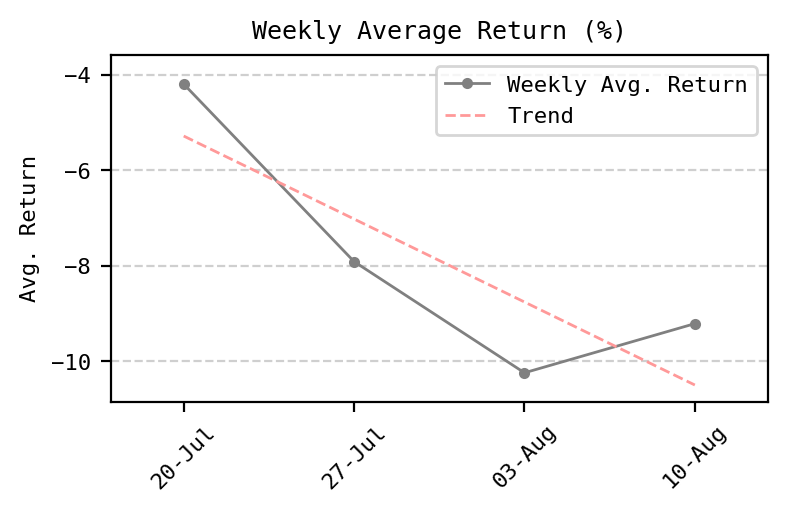 Weekly Average Return (%)
Weekly Avg. Return
Trend
Avg. Return
−4
−6
−8
−10
20-Jul
27-Jul
03-Aug
10-Aug